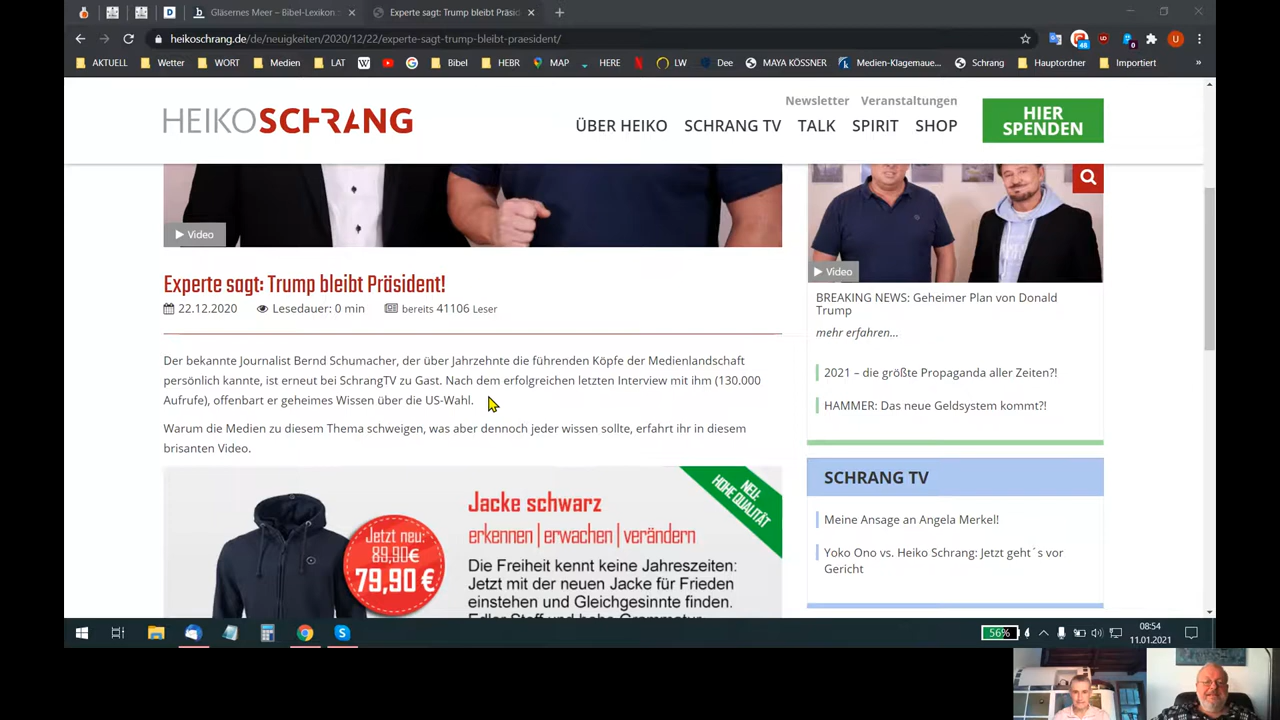 Gläsernes Meer – Bibel-Lexikon
Experte sagt: Trump bleibt Präsid
heikoschrang.de/de/neuigkeiten/2020/12/22/experte-sagt-trump-bleibt-praesident/
AKTUELL Wetter WORT Medien LAT Bibel HEBR MAP HERE LW Dee MAYA KÖSSNER Medien-Klagemaue... Schrang Hauptordner Importiert
Newsletter Veranstaltungen
HEIKOSCHRANG
ÜBER HEIKO SCHRANG TV TALK SPIRIT SHOP
HIER
SPENDEN
Video
Experte sagt: Trump bleibt Präsident!
22.12.2020 Lesedauer: 0 min bereits 41106 Leser
Der bekannte Journalist Bernd Schumacher, der über Jahrzehnte die führenden Köpfe der Medienlandschaft
persönlich kannte, ist erneut bei SchrangTV zu Gast. Nach dem erfolgreichen letzten Interview mit ihm (130.000
Aufrufe), offenbart er geheimes Wissen über die US-Wahl.
Warum die Medien zu diesem Thema schweigen, was aber dennoch jeder wissen sollte, erfahrt ihr in diesem
brisanten Video.
NEU:
HOHE QUALITÄT
Jacke schwarz
erkennen | erwachen | verändern
Jetzt neu:
89,90€
79,90 €
Die Freiheit kennt keine Jahreszeiten:
Jetzt mit der neuen Jacke für Frieden
einstehen und Gleichgesinnte finden.
Video
BREAKING NEWS: Geheimer Plan von Donald
Trump
mehr erfahren...
2021 – die größte Propaganda aller Zeiten?!
HAMMER: Das neue Geldsystem kommt?!
SCHRANG TV
Meine Ansage an Angela Merkel!
Yoko Ono vs. Heiko Schrang: Jetzt geht´s vor
Gericht
56%
08:54
11.01.2021